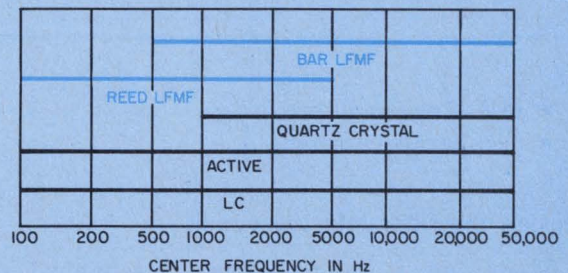 BAR LFMF
REED LFMF
QUARTZ CRYSTAL
ACTIVE
LC
100 200 500 1000 2000 5000 10,000 20,000 50,000
CENTER FREQUENCY IN Hz